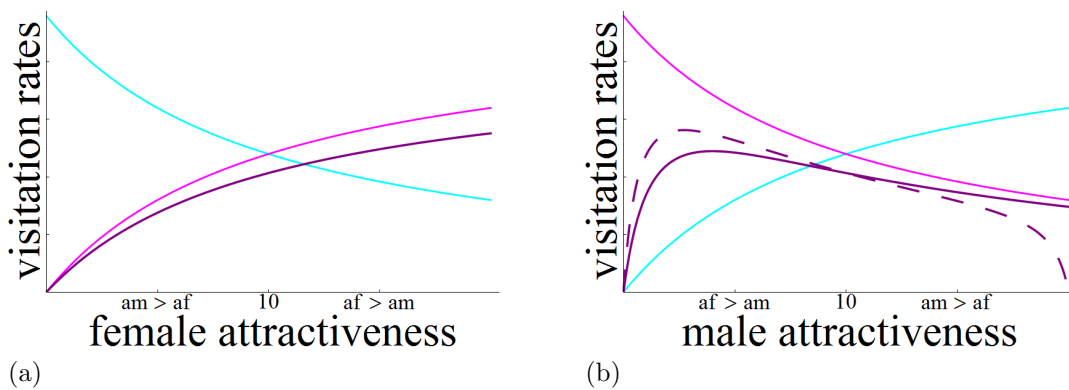 visitation rates
am > af
10
af > am
female attractiveness
(a)
visitation rates
af > am
10
am > af
male attractiveness
(b)